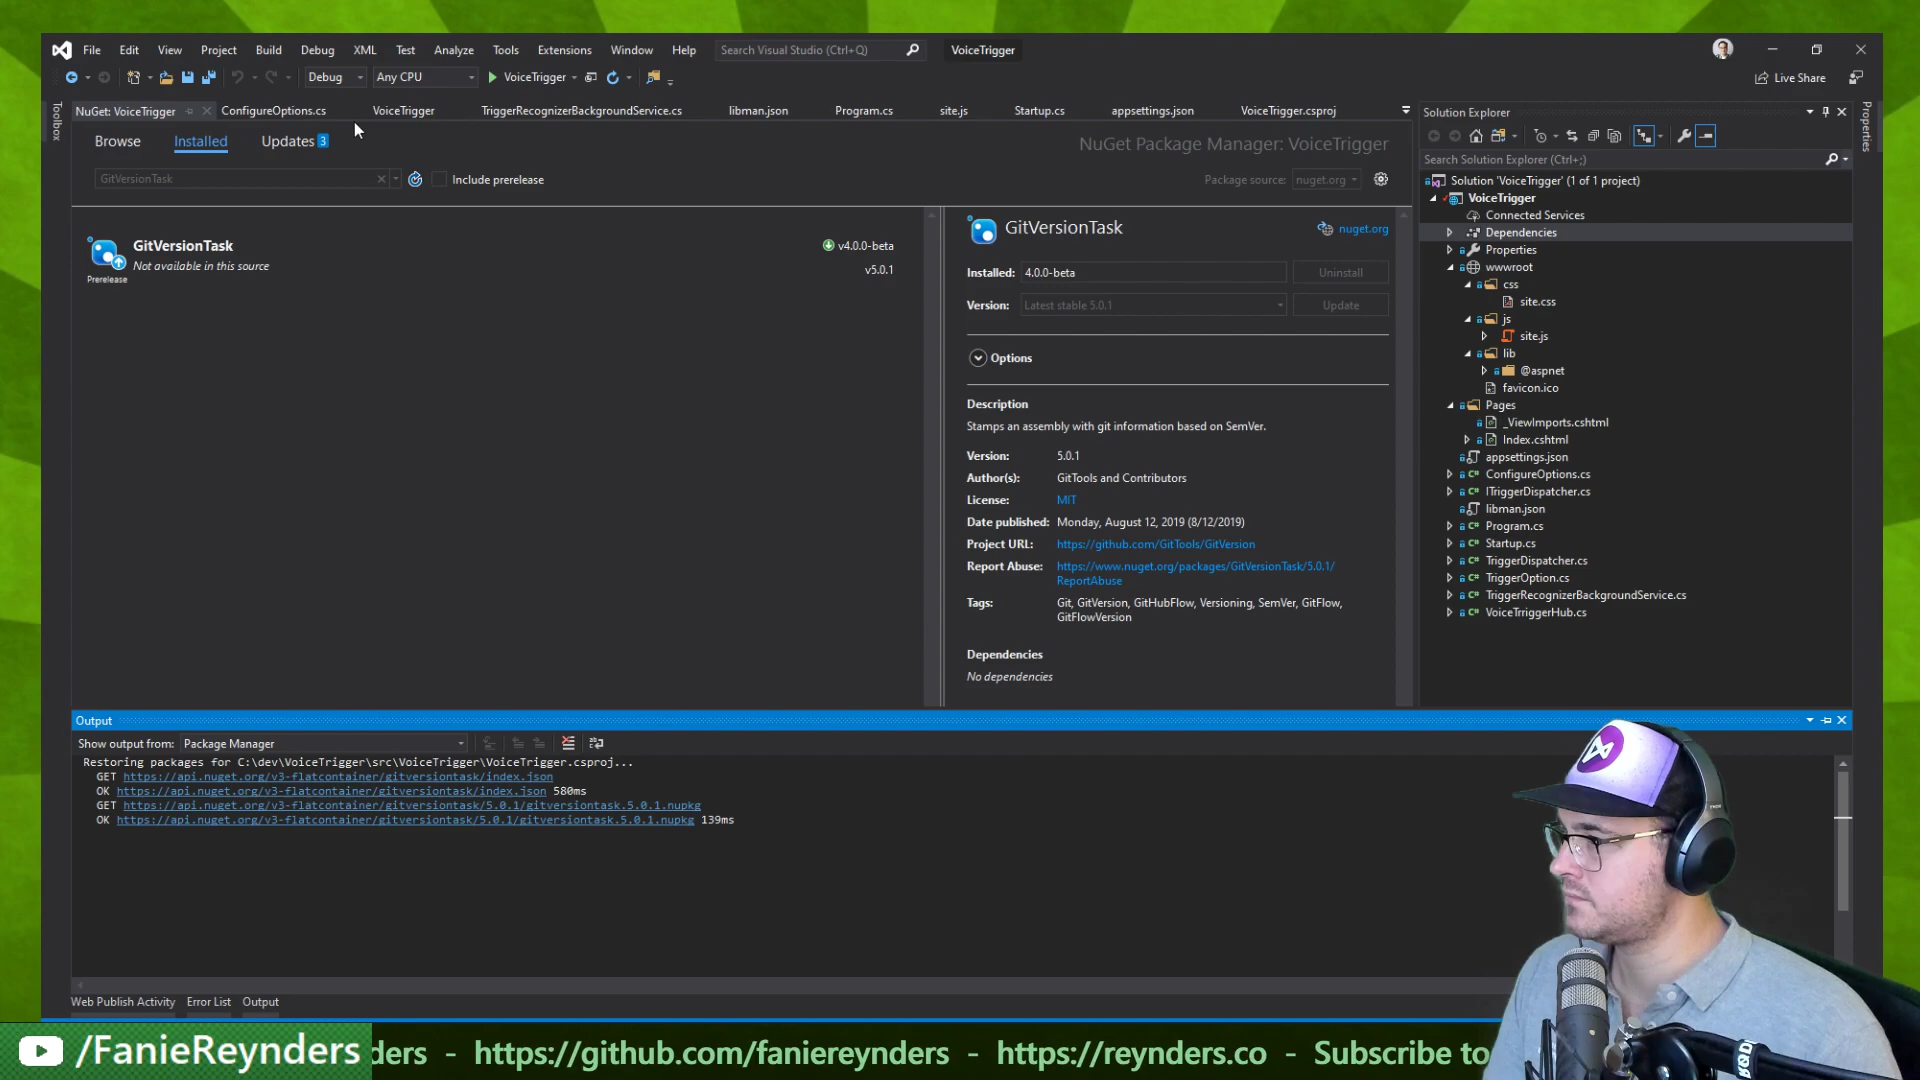 File Edit View Project Build Debug XML Test Analyze Tools Extensions Window Help Search Visual Studio (Ctrl+Q) VoiceTrigger
Debug Any CPU VoiceTrigger Live Share
NuGet: VoiceTrigger ConfigureOptions.cs VoiceTrigger TriggerRecognizerBackgroundService.cs libman.json Program.cs site.js Startup.cs appsettings.json VoiceTrigger.csproj
Toolbox
Browse Installed Updates 3
NuGet Package Manager: VoiceTrigger
GitVersionTask Include prerelease
Package source: nuget.org
GitVersionTask
Not available in this source
Prerelease
v4.0.0-beta
v5.0.1
GitVersionTask
nuget.org
Installed: 4.0.0-beta Uninstall
Version: Latest stable 5.0.1 Update
Options
Description
Stamps an assembly with git information based on SemVer.
Version: 5.0.1
Author(s): GitTools and Contributors
License: MIT
Date published: Monday, August 12, 2019 (8/12/2019)
Project URL: https://github.com/GitTools/GitVersion
Report Abuse: https://www.nuget.org/packages/GitVersionTask/5.0.1/
ReportAbuse
Tags: Git, GitVersion, GitHubFlow, Versioning, SemVer, GitFlow,
GitFlowVersion
Dependencies
No dependencies
Solution Explorer
Search Solution Explorer (Ctrl+;)
Solution 'VoiceTrigger' (1 of 1 project)
VoiceTrigger
Connected Services
Dependencies
Properties
wwwroot
css
site.css
js
site.js
lib
@aspnet
favicon.ico
Pages
_ViewImports.cshtml
Index.cshtml
appsettings.json
ConfigureOptions.cs
ITriggerDispatcher.cs
libman.json
Program.cs
Startup.cs
TriggerDispatcher.cs
TriggerOption.cs
TriggerRecognizerBackgroundService.cs
VoiceTrriggerHub.cs
Properties
Output
Show output from: Package Manager
Restoring packages for C:\dev\VoiceTrigger\src\VoiceTrigger\VoiceTrigger.csproj...
GET https://api.nuget.org/v3-flatcontainer/gitversiontask/index.json
OK https://api.nuget.org/v3-flatcontainer/gitversiontask/index.json 580ms
GET https://api.nuget.org/v3-flatcontainer/gitversiontask/5.0.1/gitversiontask.5.0.1.nupkg
OK https://api.nuget.org/v3-flatcontainer/gitversiontask/5.0.1/gitversiontask.5.0.1.nupkg 139ms
Web Publish Activity Error List Output
/FanieReynders
ders - https://github.com/faniereynders - https://reynders.co - Subscribe to